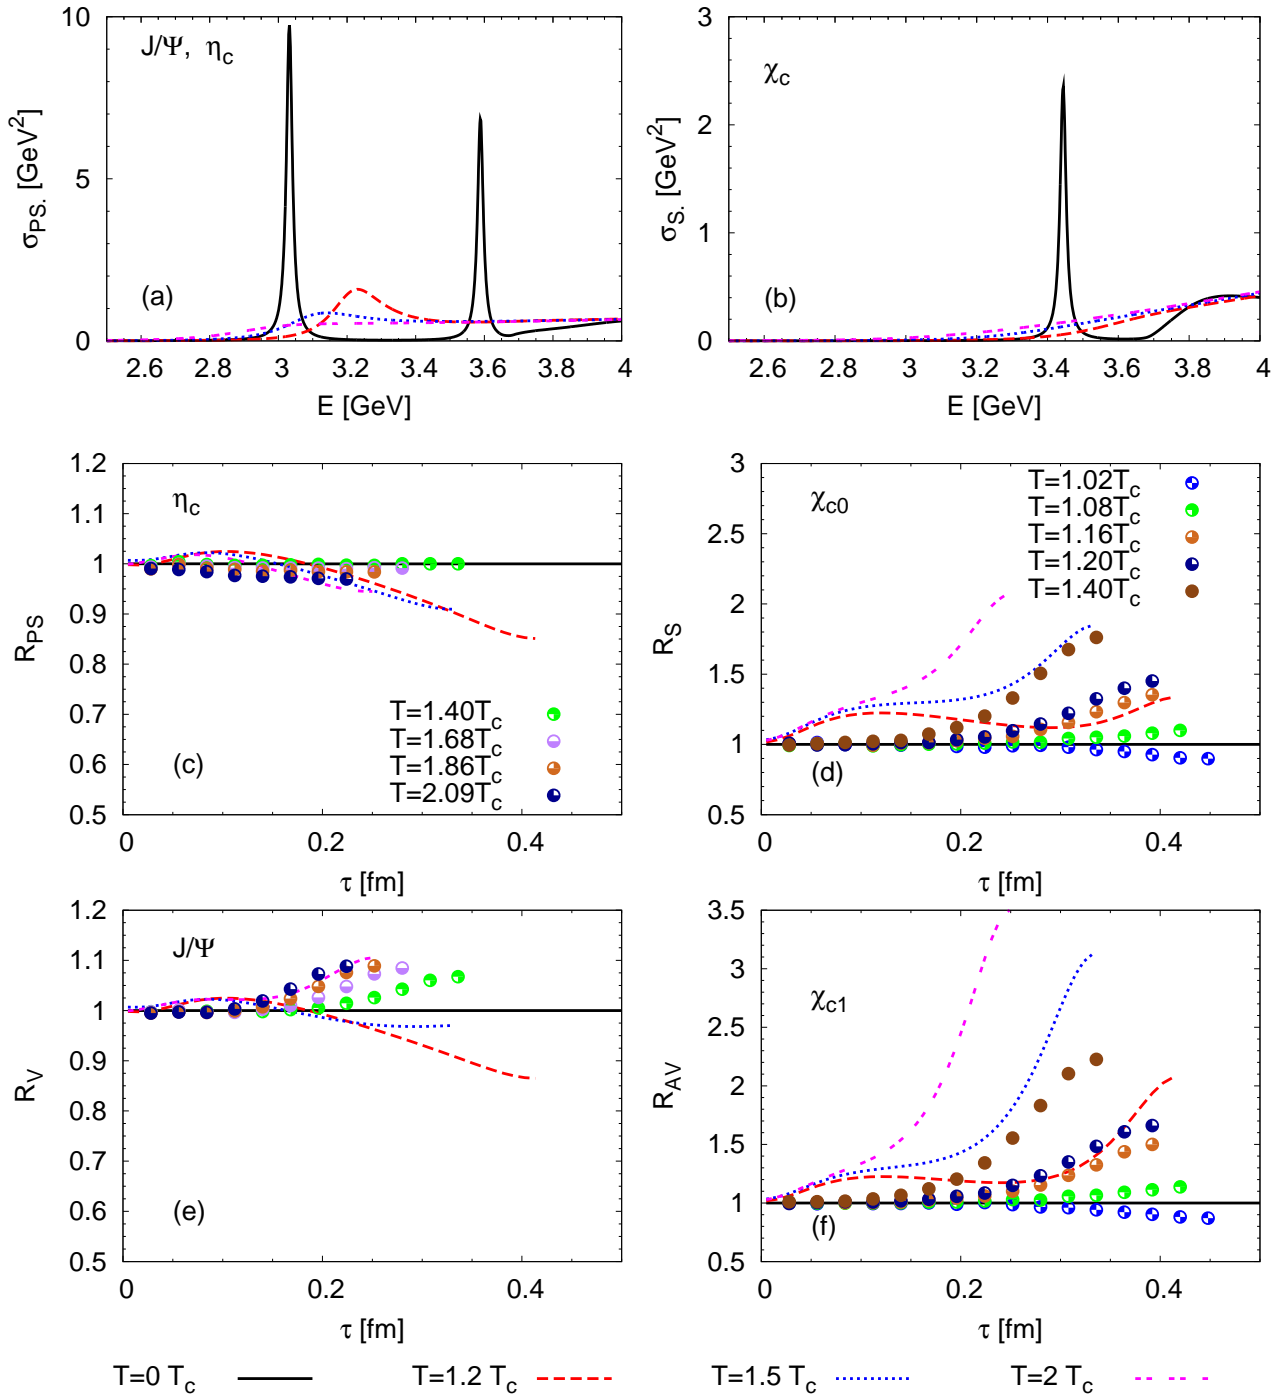 J/Ψ, η_c
σ_PS. [GeV²]
10
5
0
(a)
2.6 2.8 3 3.2 3.4 3.6 3.8 4
E [GeV]
χ_c
σ_S. [GeV²]
3
2
1
0
(b)
2.6 2.8 3 3.2 3.4 3.6 3.8 4
E [GeV]
η_c
R_PS
1.2
1.1
1
0.9
0.8
0.7
0.6
0.5
T=1.40T_c
T=1.68T_c
T=1.86T_c
T=2.09T_c
(c)
0 0.2 0.4
τ [fm]
χ_c0
R_S
3
2.5
2
1.5
1
0.5
T=1.02T_c
T=1.08T_c
T=1.16T_c
T=1.20T_c
T=1.40T_c
(d)
0 0.2 0.4
τ [fm]
J/Ψ
R_V
1.2
1.1
1
0.9
0.8
0.7
0.6
0.5
(e)
0 0.2 0.4
τ [fm]
χ_c1
R_AV
3.5
3
2.5
2
1.5
1
0.5
(f)
0 0.2 0.4
τ [fm]
T=0 T_c T=1.2 T_c T=1.5 T_c T=2 T_c